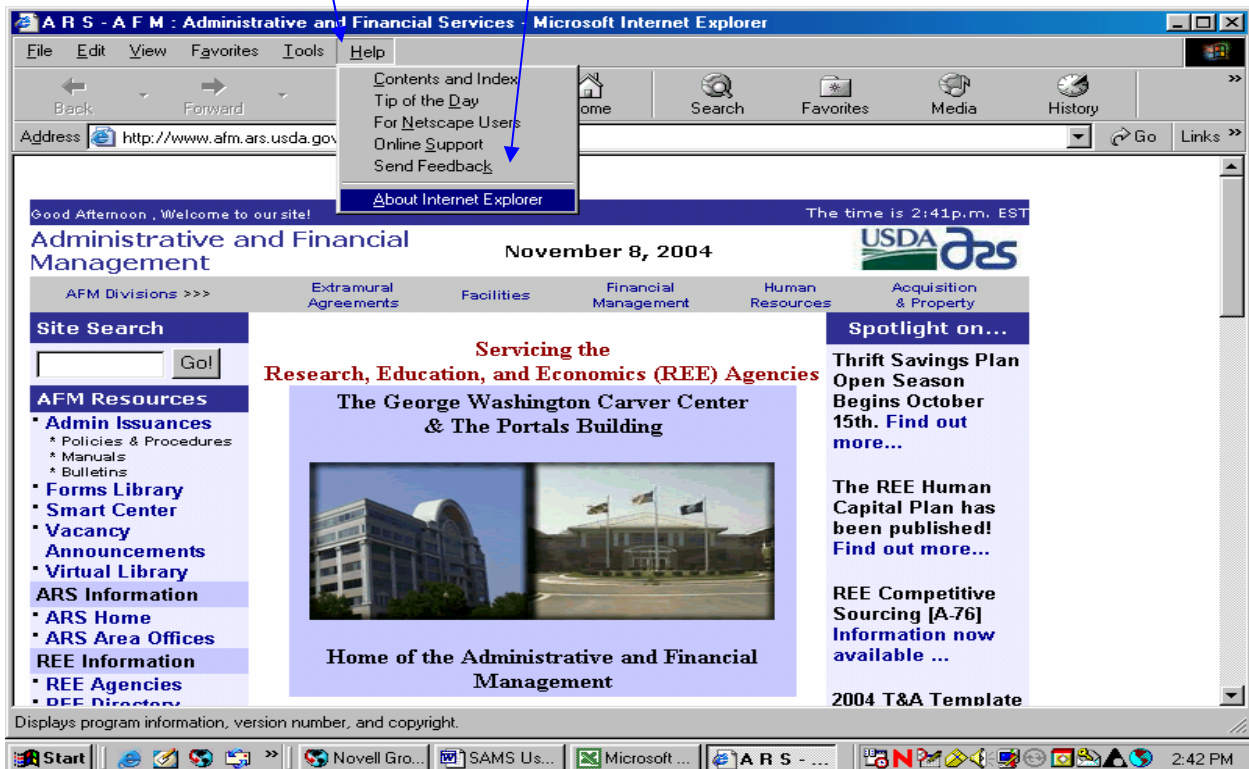 A R S - A F M : Administrative and Financial Services - Microsoft Internet Explorer
File Edit View Favorites Tools Help
Contents and Index
Tip of the Day
For Netscape Users
Online Support
Send Feedback
About Internet Explorer
Back Forward Search Favorites Media History
Address http://www.afm.ars.usda.gov Go Links
Good Afternoon , Welcome to our site! The time is 2:41p.m. EST
Administrative and Financial
Management
November 8, 2004
USDA ars
AFM Divisions >>>
Extramural
Agreements
Facilities
Financial
Management
Human
Resources
Acquisition
& Property
Site Search
Go!
AFM Resources
Admin Issuances
* Policies & Procedures
* Manuals
* Bulletins
Forms Library
Smart Center
Vacancy
Announcements
Virtual Library
ARS Information
ARS Home
ARS Area Offices
REE Information
REE Agencies
REE Directory
Servicing the
Research, Education, and Economics (REE) Agencies
The George Washington Carver Center
& The Portals Building
Home of the Administrative and Financial
Management
Spotlight on...
Thrift Savings Plan
Open Season
Begins October
15th. Find out
more...
The REE Human
Capital Plan has
been published!
Find out more...
REE Competitive
Sourcing [A-76]
Information now
available ...
2004 T&A Template
Displays program information, version number, and copyright.
Start Novell Gro... SAMS Us... Microsoft ... A R S - ... 2:42 PM